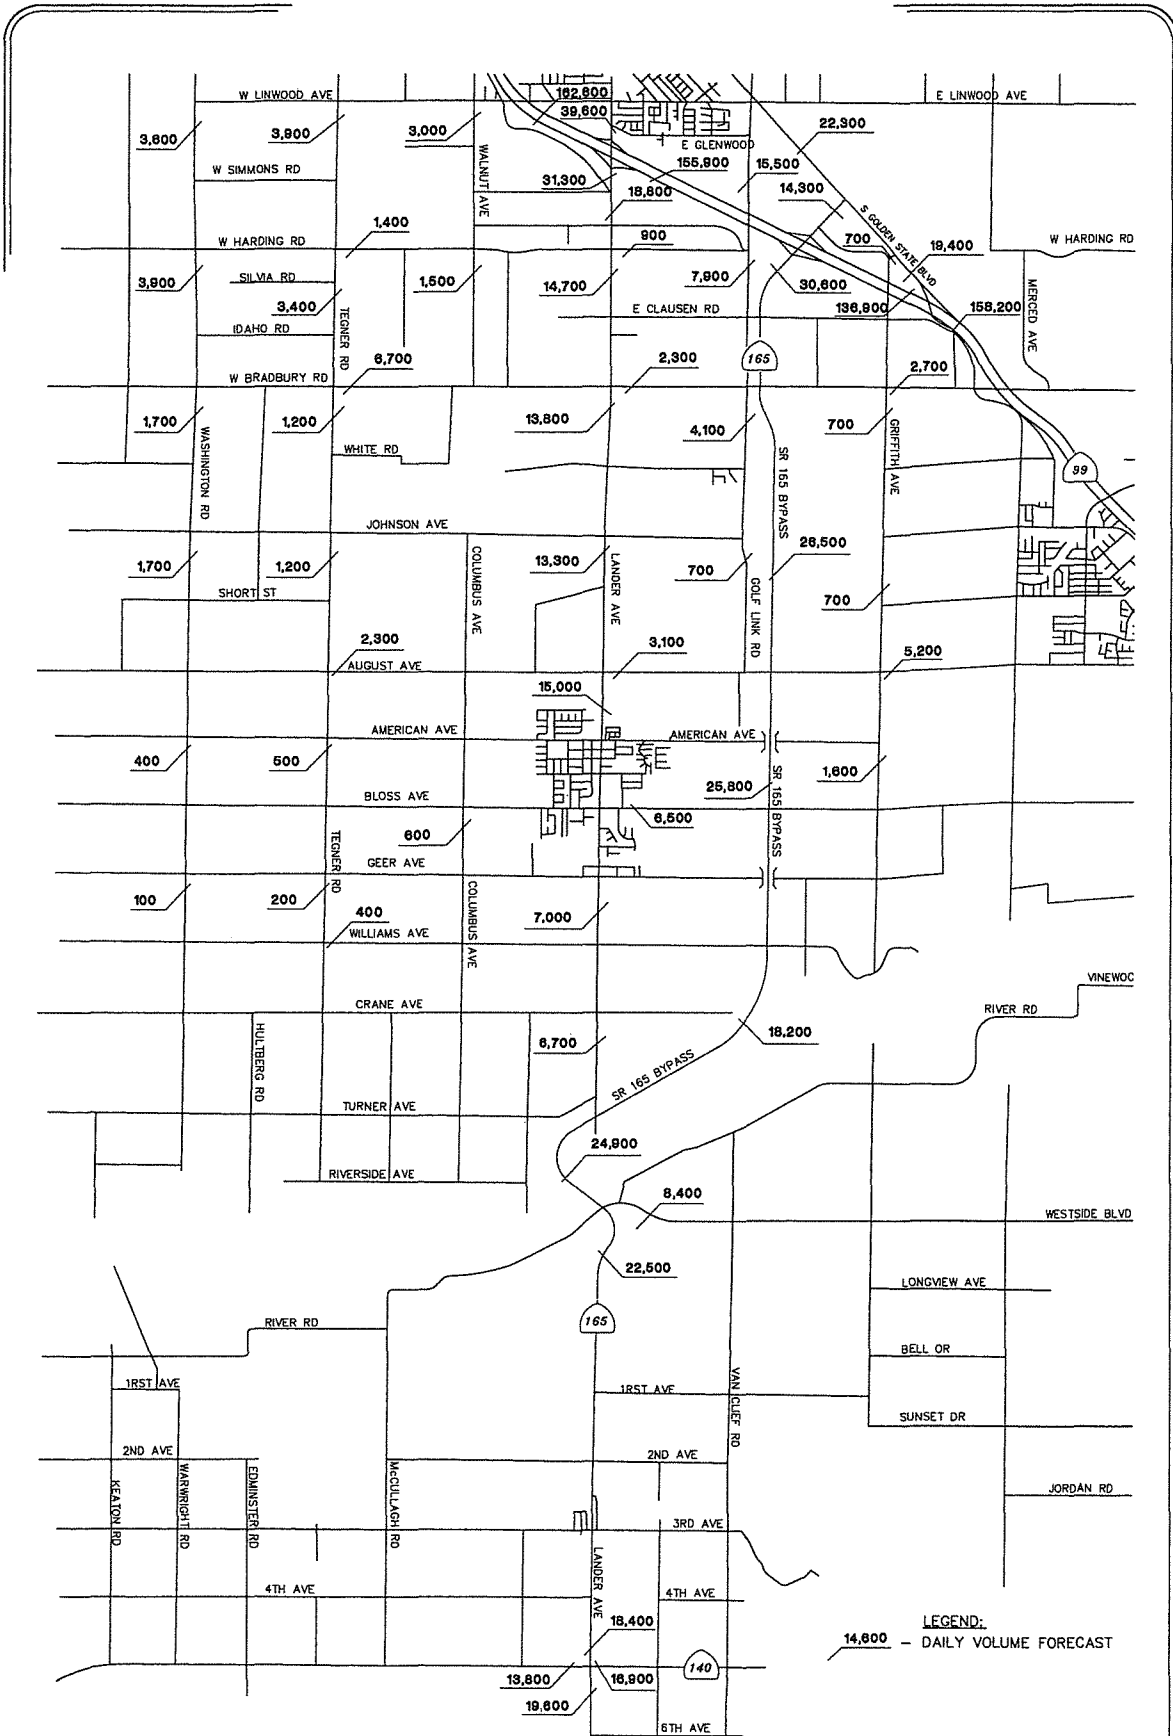 W LINWOOD AVE
162,600
E LINWOOD AVE
39,600
3,600
3,900
3,000
22,300
E GLENWOOD
WALNUT AVE
W SIMMONS RD
155,900
15,500
31,300
18,800
14,300
S GOLDEN STATE BLVD
1,400
W HARDING RD
900
700
19,400
W HARDING RD
3,900
SILVIA RD
1,500
14,700
7,900
30,600
MERCED AVE
3,400
136,900
158,200
E CLAUSEN RD
IDAHO RD
TEGNER RD
6,700
2,300
165
2,700
W BRADBURY RD
1,700
1,200
13,800
4,100
700
WASHINGTON RD
WHITE RD
SR 165 BYPASS
GRIFFITH AVE
99
JOHNSON AVE
1,700
1,200
COLUMBUS AVE
13,300
LANDER AVE
700
26,500
GOLF LINK RD
700
SHORT ST
2,300
3,100
5,200
AUGUST AVE
15,000
AMERICAN AVE
AMERICAN AVE
400
500
25,800
SR 165 BYPASS
1,600
BLOSS AVE
6,500
600
TEGNER RD
GEER AVE
100
200
COLUMBUS AVE
400
7,000
WILLIAMS AVE
VINEWOC
CRANE AVE
RIVER RD
HULTBERG RD
6,700
18,200
SR 165 BYPASS
TURNER AVE
24,900
RIVERSIDE AVE
8,400
WESTSIDE BLVD
22,500
LONGVIEW AVE
165
RIVER RD
BELL OR
1RST AVE
1RST AVE
VAN CLIEF RD
SUNSET DR
2ND AVE
2ND AVE
KEATON RD
WARWRIGHT RD
EDMINSTER RD
McCULLAGH RD
JORDAN RD
3RD AVE
LANDER AVE
4TH AVE
4TH AVE
18,400
LEGEND:
14,600 – DAILY VOLUME FORECAST
13,800
16,900
140
19,600
6TH AVE